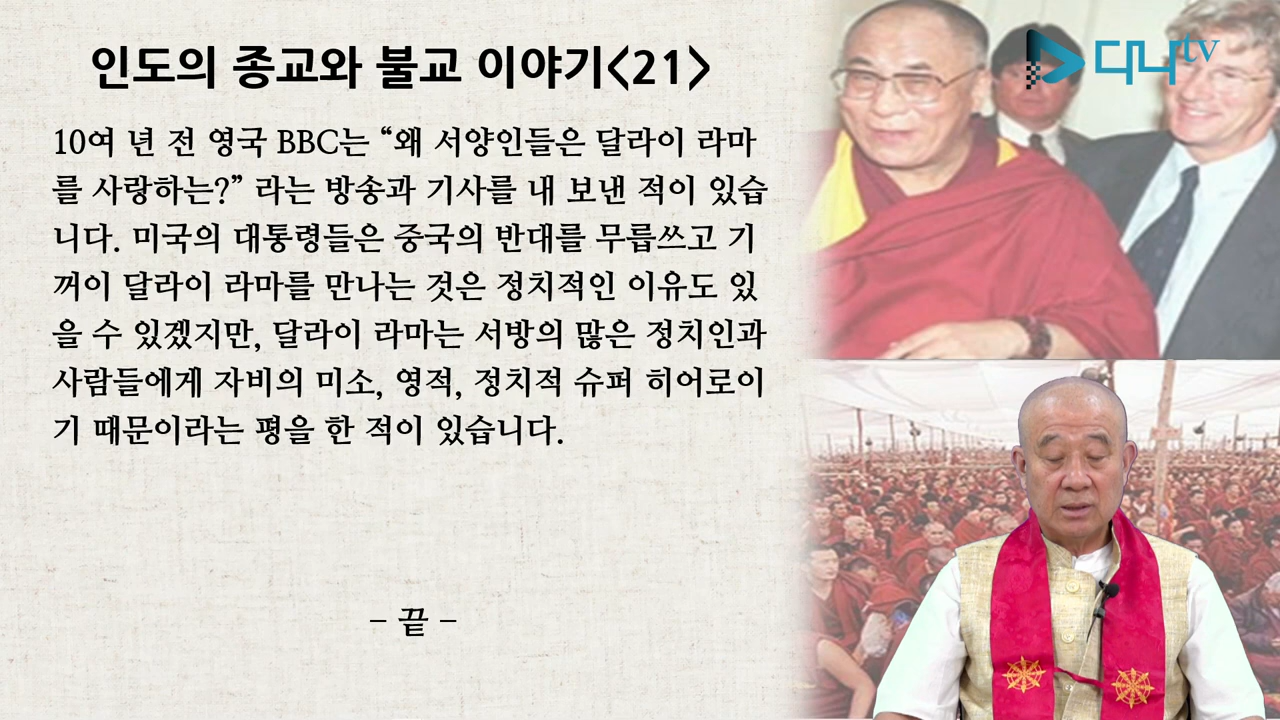 인도의 종교와 불교 이야기<21>
다나tv
10여 년 전 영국 BBC는 “왜 서양인들은 달라이 라마
를 사랑하는?” 라는 방송과 기사를 내 보낸 적이 있습
니다. 미국의 대통령들은 중국의 반대를 무릅쓰고 기
꺼이 달라이 라마를 만나는 것은 정치적인 이유도 있
을 수 있겠지만, 달라이 라마는 서방의 많은 정치인과
사람들에게 자비의 미소, 영적, 정치적 슈퍼 히어로이
기 때문이라는 평을 한 적이 있습니다.
– 끝 –